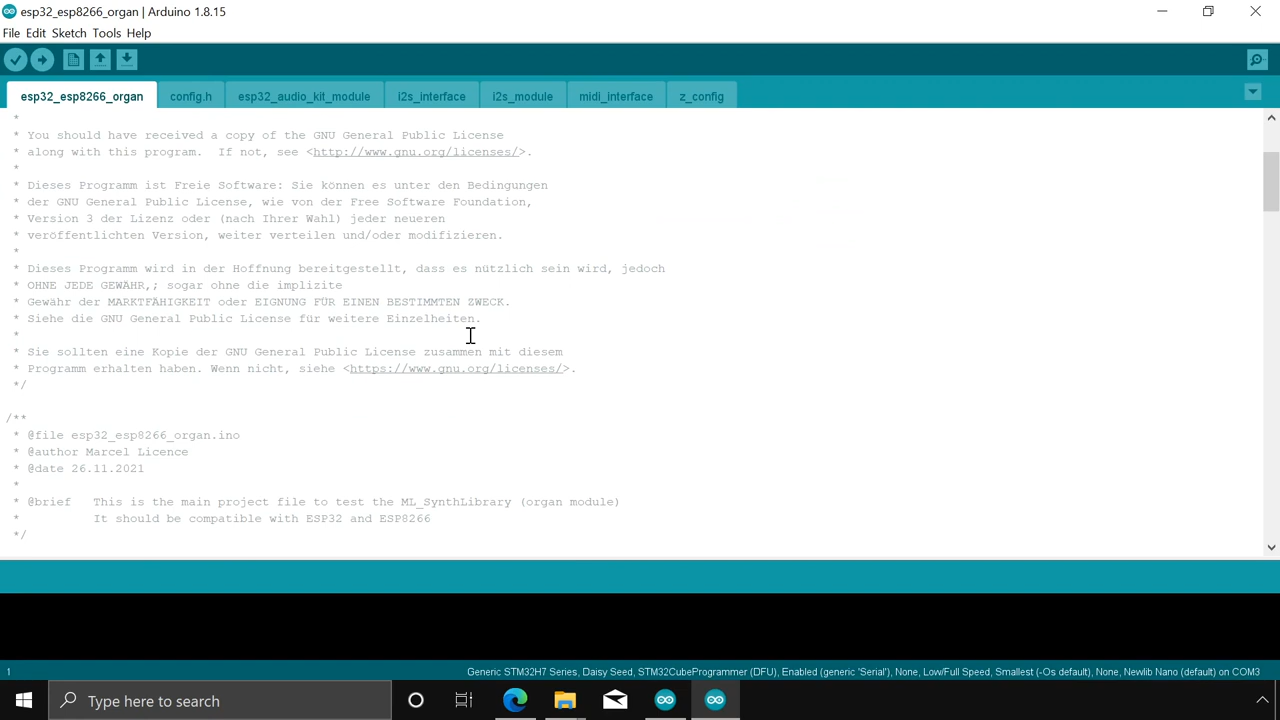 esp32_esp8266_organ | Arduino 1.8.15
File Edit Sketch Tools Help
esp32_esp8266_organ config.h esp32_audio_kit_module i2s_interface i2s_module midi_interface z_config
*
* You should have received a copy of the GNU General Public License
* along with this program.  If not, see <http://www.gnu.org/licenses/>.
*
* Dieses Programm ist Freie Software: Sie können es unter den Bedingungen
* der GNU General Public License, wie von der Free Software Foundation,
* Version 3 der Lizenz oder (nach Ihrer Wahl) jeder neueren
* veröffentlichten Version, weiter verteilen und/oder modifizieren.
*
* Dieses Programm wird in der Hoffnung bereitgestellt, dass es nützlich sein wird, jedoch
* OHNE JEDE GEWÄHR,; sogar ohne die implizite
* Gewähr der MARKTFÄHIGKEIT oder EIGNUNG FÜR EINEN BESTIMMTEN ZWECK.
* Siehe die GNU General Public License für weitere Einzelheiten.
*
* Sie sollten eine Kopie der GNU General Public License zusammen mit diesem
* Programm erhalten haben. Wenn nicht, siehe <https://www.gnu.org/licenses/>.
*/
/**
* @file esp32_esp8266_organ.ino
* @author Marcel Licence
* @date 26.11.2021
*
* @brief   This is the main project file to test the ML_SynthLibrary (organ module)
*          It should be compatible with ESP32 and ESP8266
*/
1 Generic STM32H7 Series, Daisy Seed, STM32CubeProgrammer (DFU), Enabled (generic 'Serial'), None, Low/Full Speed, Smallest (-Os default), None, Newlib Nano (default) on COM3
Type here to search